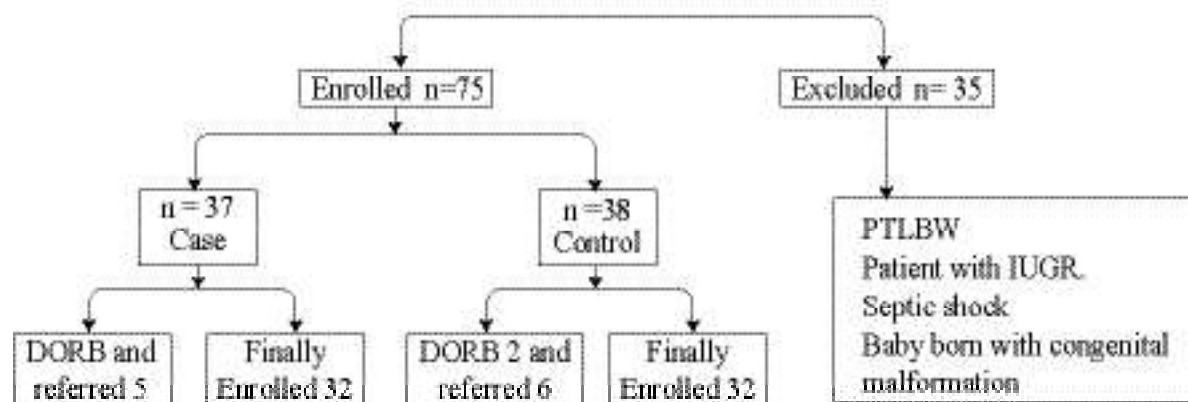 Enrolled n=75
Excluded n= 35
n = 37
Case
n =38
Control
DORB and
referred 5
Finally
Enrolled 32
DORB 2 and
referred 6
Finally
Enrolled 32
PTLBW
Patient with IUGR.
Septic shock
Baby born with congenital
malformation